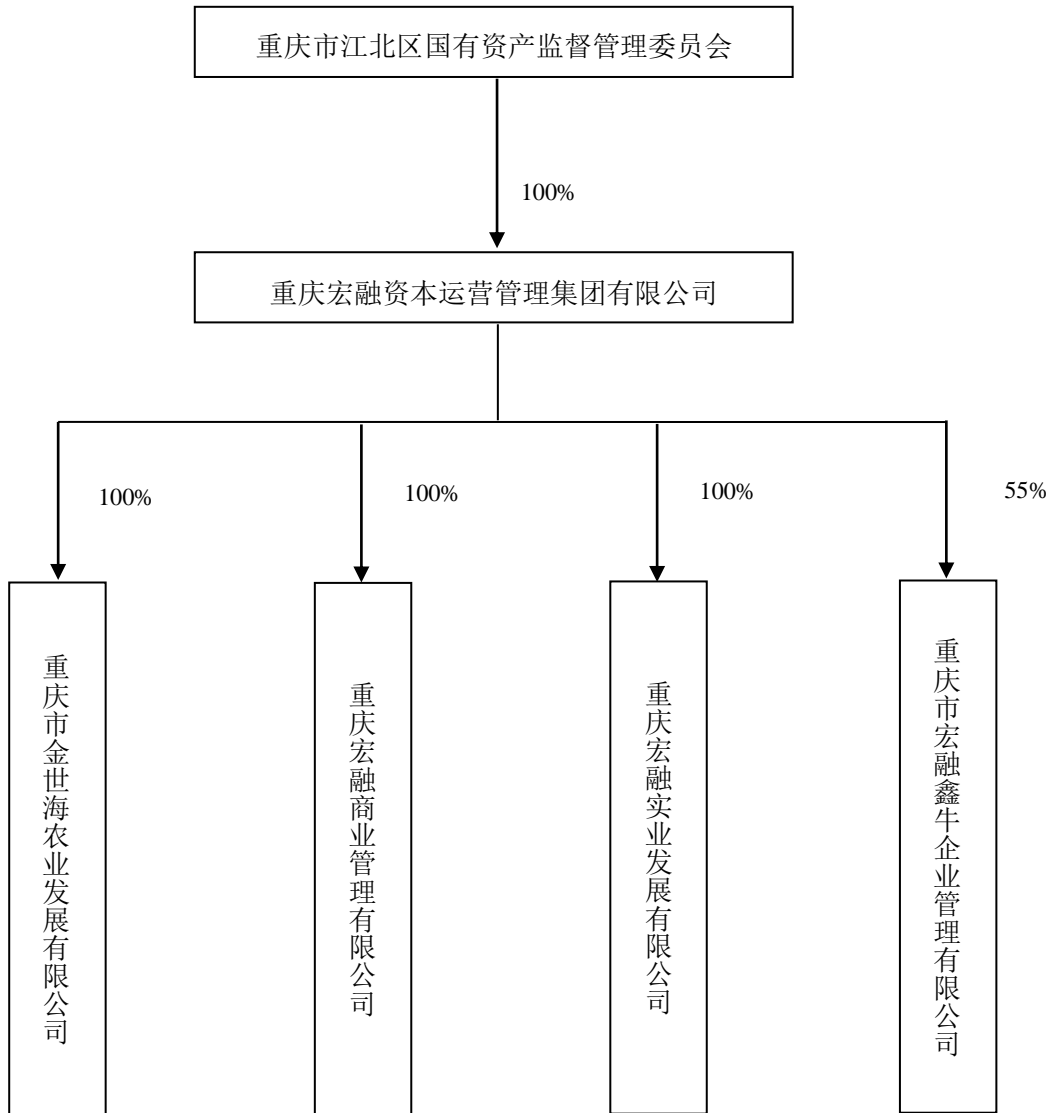 重庆市江北区国有资产监督管理委员会
100%
重庆宏融资本运营管理集团有限公司
100%
100%
100%
55%
重庆市金世海农业发展有限公司
重庆宏融商业管理有限公司
重庆宏融实业发展有限公司
重庆市宏融鑫牛企业管理有限公司